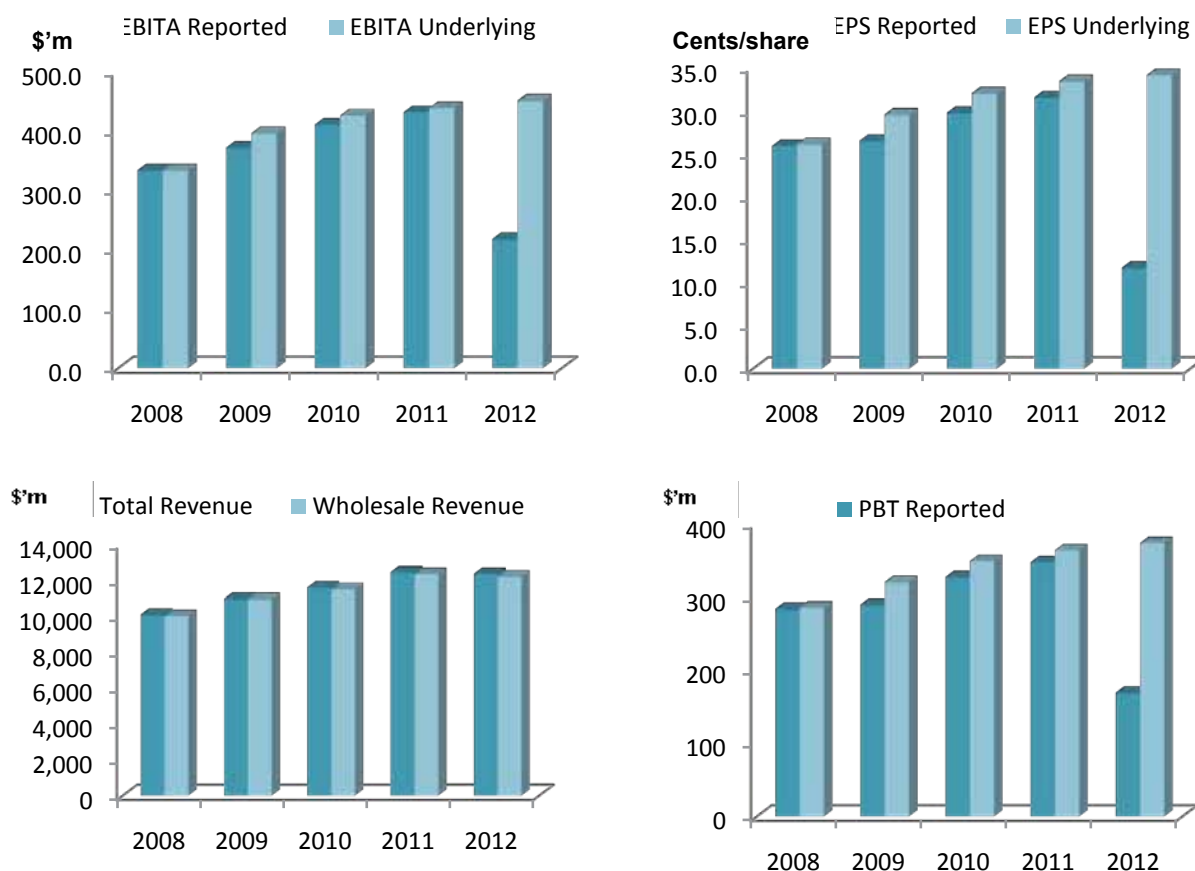 EBITA Reported EBITA Underlying
$'m
500.0
400.0
300.0
200.0
100.0
0.0
2008 2009 2010 2011 2012
EPS Reported EPS Underlying
Cents/share
35.0
30.0
25.0
20.0
15.0
10.0
5.0
0.0
2008 2009 2010 2011 2012
$'m
Total Revenue Wholesale Revenue
14,000
12,000
10,000
8,000
6,000
4,000
2,000
0
2008 2009 2010 2011 2012
$'m
PBT Reported
400
300
200
100
0
2008 2009 2010 2011 2012